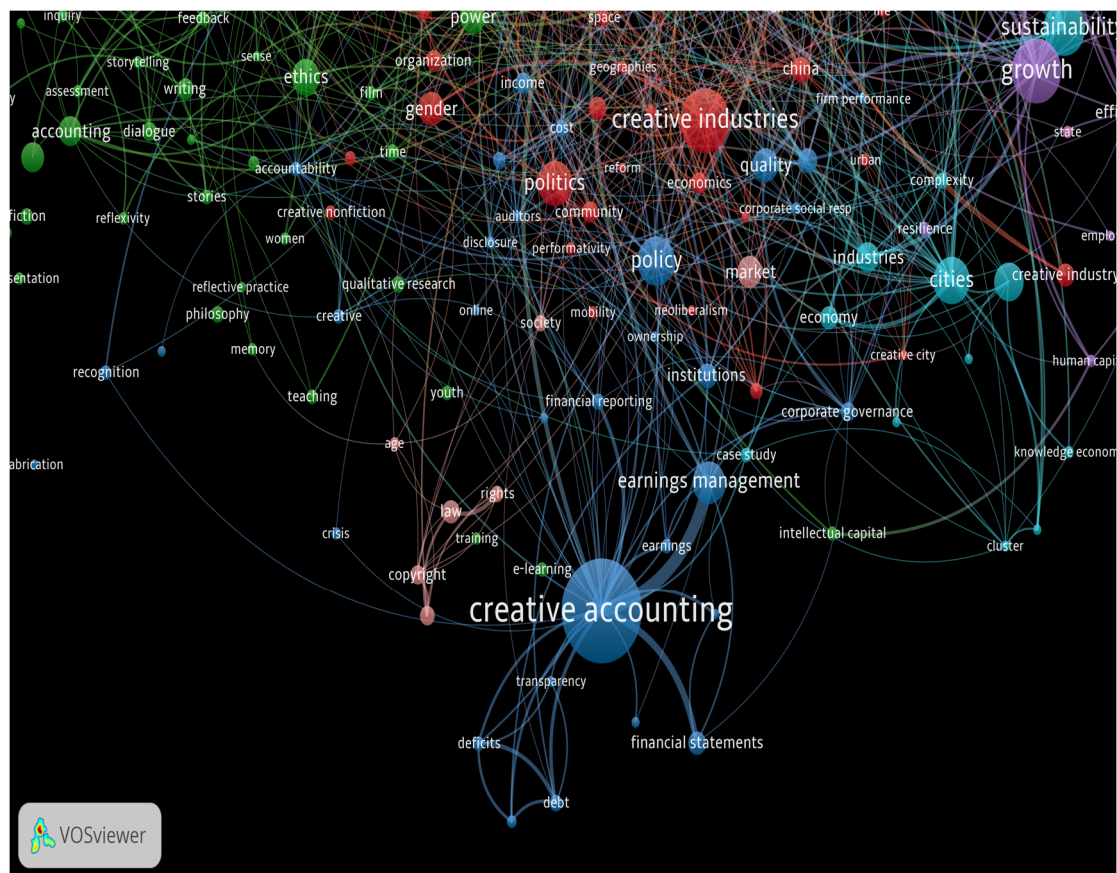 inquiry
feedback
power
space
sustainability
storytelling
sense
ethics
organization
geographies
china
growth
assessment
writing
film
income
firm performance
gender
creative industries
accounting
dialogue
time
cost
state
accountability
politics
reform
quality
urban
economics
complexity
stories
creative nonfiction
auditors
community
corporate social resp
fiction
reflexivity
women
disclosure
performativity
resilience
policy
market
industries
cities
creative industry
reflective practice
qualitative research
philosophy
creative
online
society
mobility
neoliberalism
economy
ownership
memory
creative city
human capi
recognition
institutions
teaching
youth
financial reporting
corporate governance
age
case study
knowledge econom
abrication
earnings management
rights
law
crisis
training
earnings
intellectual capital
cluster
copyright
e-learning
creative accounting
transparency
deficits
financial statements
debt
VOSviewer